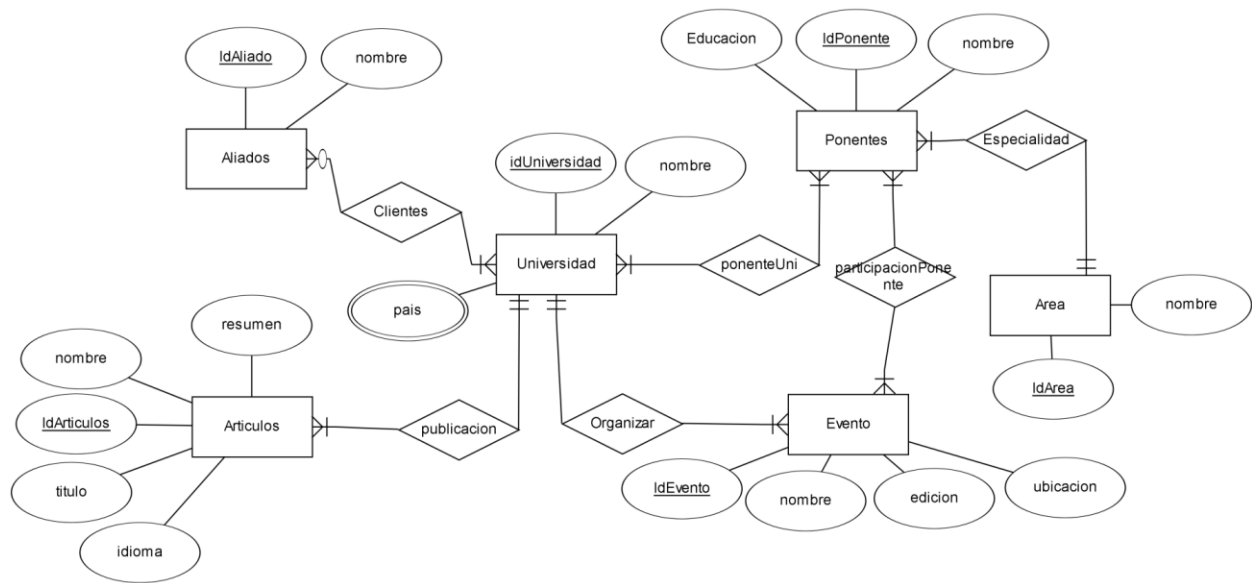 Educacion
IdPonente
nombre
IdAliado
nombre
Aliados
Ponentes
Especialidad
idUniversidad
nombre
Clientes
Universidad
ponenteUni
participacionPone
nte
pais
Area
nombre
resumen
nombre
IdArea
IdArticulos
Articulos
publicacion
Organizar
Evento
titulo
IdEvento
nombre
edicion
ubicacion
idioma